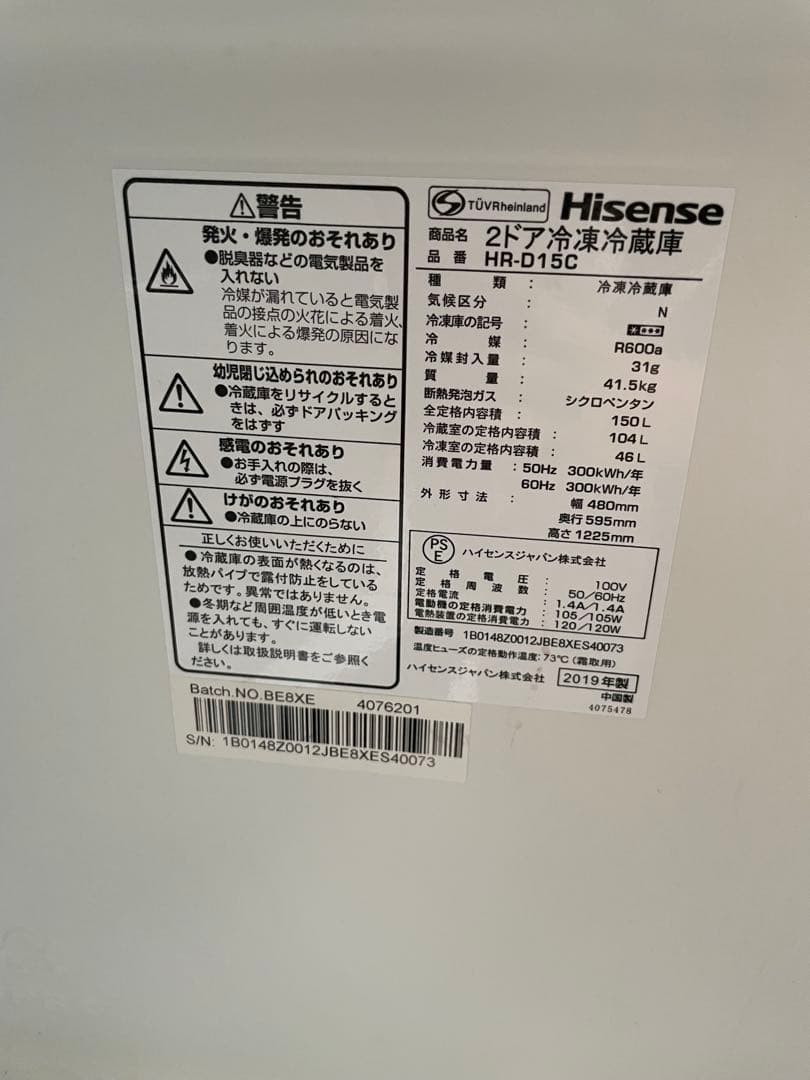 ⚠警告
発火・爆発のおそれあり
●脱臭器などの電気製品を
入れない
冷媒が漏れていると電気製
品の接点の火花による着火、
着火による爆発の原因にな
ります。
幼児閉じ込められのおそれあり
●冷蔵庫をリサイクルすると
きは、必ずドアパッキング
をはずす
感電のおそれあり
●お手入れの際は、
必ず電源プラグを抜く
けがのおそれあり
●冷蔵庫の上にのらない
正しくお使いいただくために
●冷蔵庫の表面が熱くなるのは、
放熱パイプで露付防止をしている
ためです。異常ではありません。
●冬期など周囲温度が低いとき電
源を入れても、すぐに運転しない
ことがあります。
詳しくは取扱説明書をご参照く
ださい。
TÜVRheinland Hisense
商品名 2ドア冷凍冷蔵庫
品番 HR-D15C
種類: 冷凍冷蔵庫
気候区分: N
冷凍庫の記号:
冷媒: R600a
冷媒封入量: 31g
質量: 41.5kg
断熱発泡ガス: シクロペンタン
全定格内容積: 150L
冷蔵室の定格内容積: 104L
冷凍室の定格内容積: 46L
消費電力量: 50Hz 300kWh/年
60Hz 300kWh/年
外形寸法: 幅 480mm
奥行 595mm
高さ 1225mm
PSE ハイセンスジャパン株式会社
定格電圧: 100V
定格周波数: 50/60Hz
定格電流: 1.4A/1.4A
電動機の定格消費電力: 105/105W
電熱装置の定格消費電力: 120/120W
製造番号 1B0148Z0012JBE8XES40073
温度ヒューズの定格動作温度:73℃(霜取用)
ハイセンスジャパン株式会社 2019年製
中国製
4075478
Batch.NO.BE8XE 4076201
S/N: 1B0148Z0012JBE8XES40073